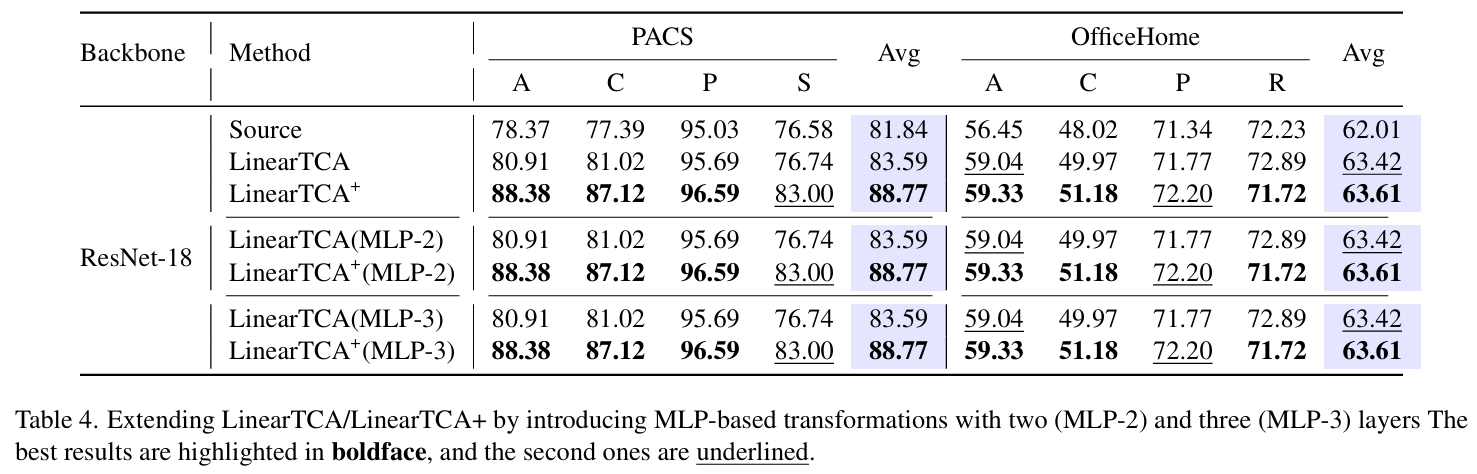 Backbone Method PACS Avg OfficeHome Avg
A C P S A C P R
Source 78.37 77.39 95.03 76.58 81.84 56.45 48.02 71.34 72.23 62.01
LinearTCA 80.91 81.02 95.69 76.74 83.59 59.04 49.97 71.77 72.89 63.42
LinearTCA⁺ 88.38 87.12 96.59 83.00 88.77 59.33 51.18 72.20 71.72 63.61
ResNet-18
LinearTCA(MLP-2) 80.91 81.02 95.69 76.74 83.59 59.04 49.97 71.77 72.89 63.42
LinearTCA⁺(MLP-2) 88.38 87.12 96.59 83.00 88.77 59.33 51.18 72.20 71.72 63.61
LinearTCA(MLP-3) 80.91 81.02 95.69 76.74 83.59 59.04 49.97 71.77 72.89 63.42
LinearTCA⁺(MLP-3) 88.38 87.12 96.59 83.00 88.77 59.33 51.18 72.20 71.72 63.61
Table 4. Extending LinearTCA/LinearTCA+ by introducing MLP-based transformations with two (MLP-2) and three (MLP-3) layers The
best results are highlighted in boldface, and the second ones are underlined.